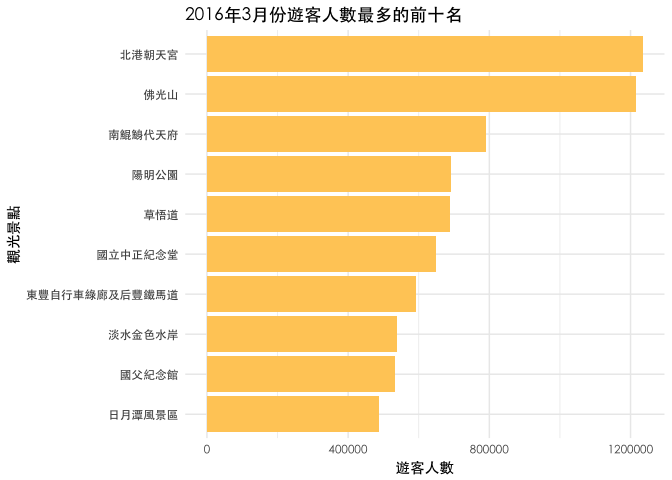 2016年3月份遊客人數最多的前十名
觀光景點
北港朝天宮
佛光山
南鯤鯓代天府
陽明公園
草悟道
國立中正紀念堂
東豐自行車綠廊及后豐鐵馬道
淡水金色水岸
國父紀念館
日月潭風景區
0 400000 800000 1200000
遊客人數